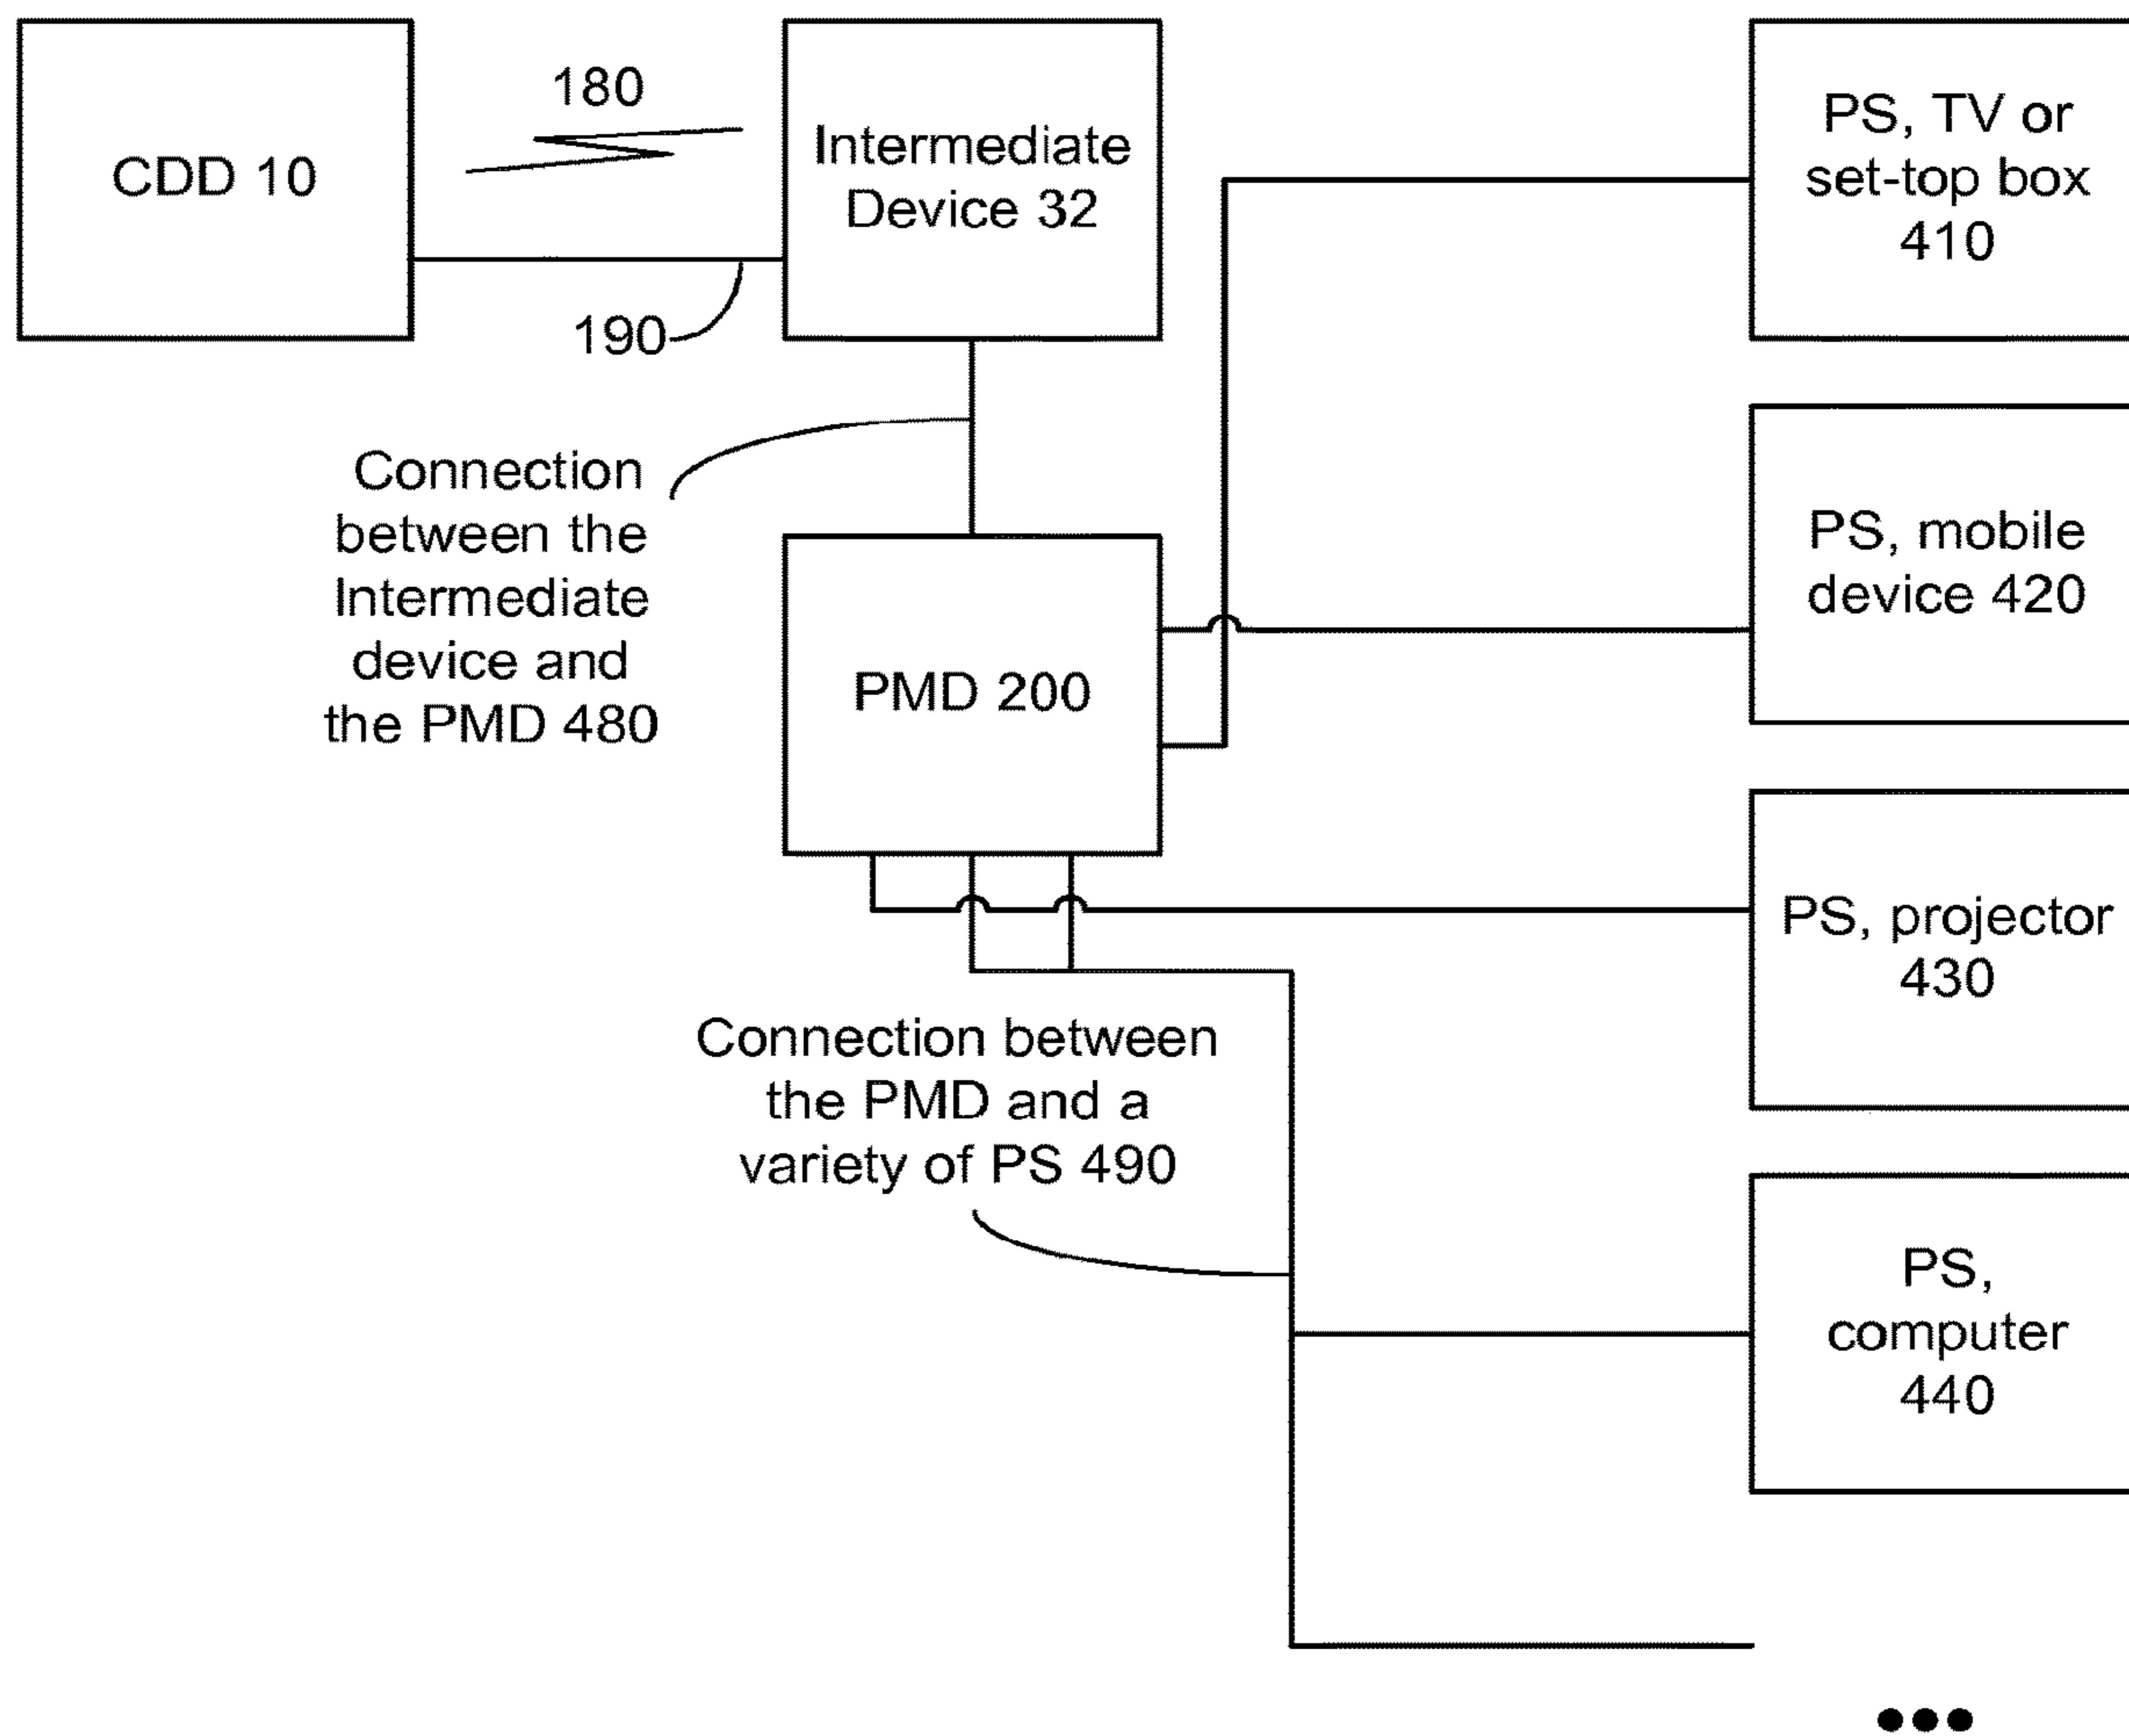 CDD 10
180
190
Intermediate
Device 32
PS, TV or
set-top box
410
Connection
between the
Intermediate
device and
the PMD 480
PMD 200
PS, mobile
device 420
PS, projector
430
Connection between
the PMD and a
variety of PS 490
PS,
computer
440
•••